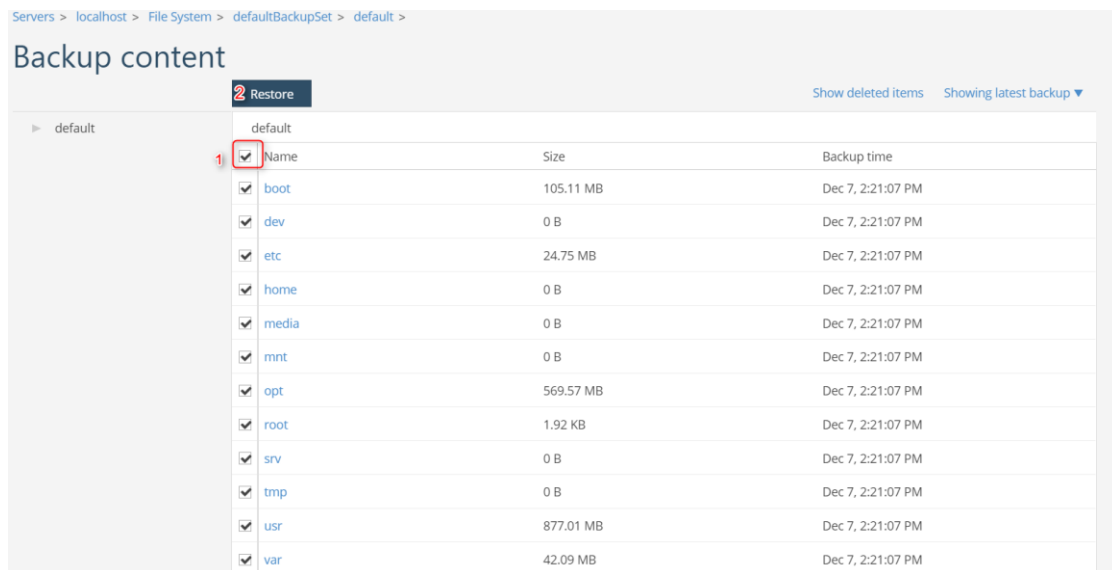 Servers > localhost > File System > defaultBackupSet > default >
Backup content
2 Restore Show deleted items Showing latest backup ▼
default default
1 Name Size Backup time
boot 105.11 MB Dec 7, 2:21:07 PM
dev 0 B Dec 7, 2:21:07 PM
etc 24.75 MB Dec 7, 2:21:07 PM
home 0 B Dec 7, 2:21:07 PM
media 0 B Dec 7, 2:21:07 PM
mnt 0 B Dec 7, 2:21:07 PM
opt 569.57 MB Dec 7, 2:21:07 PM
root 1.92 KB Dec 7, 2:21:07 PM
srv 0 B Dec 7, 2:21:07 PM
tmp 0 B Dec 7, 2:21:07 PM
usr 877.01 MB Dec 7, 2:21:07 PM
var 42.09 MB Dec 7, 2:21:07 PM